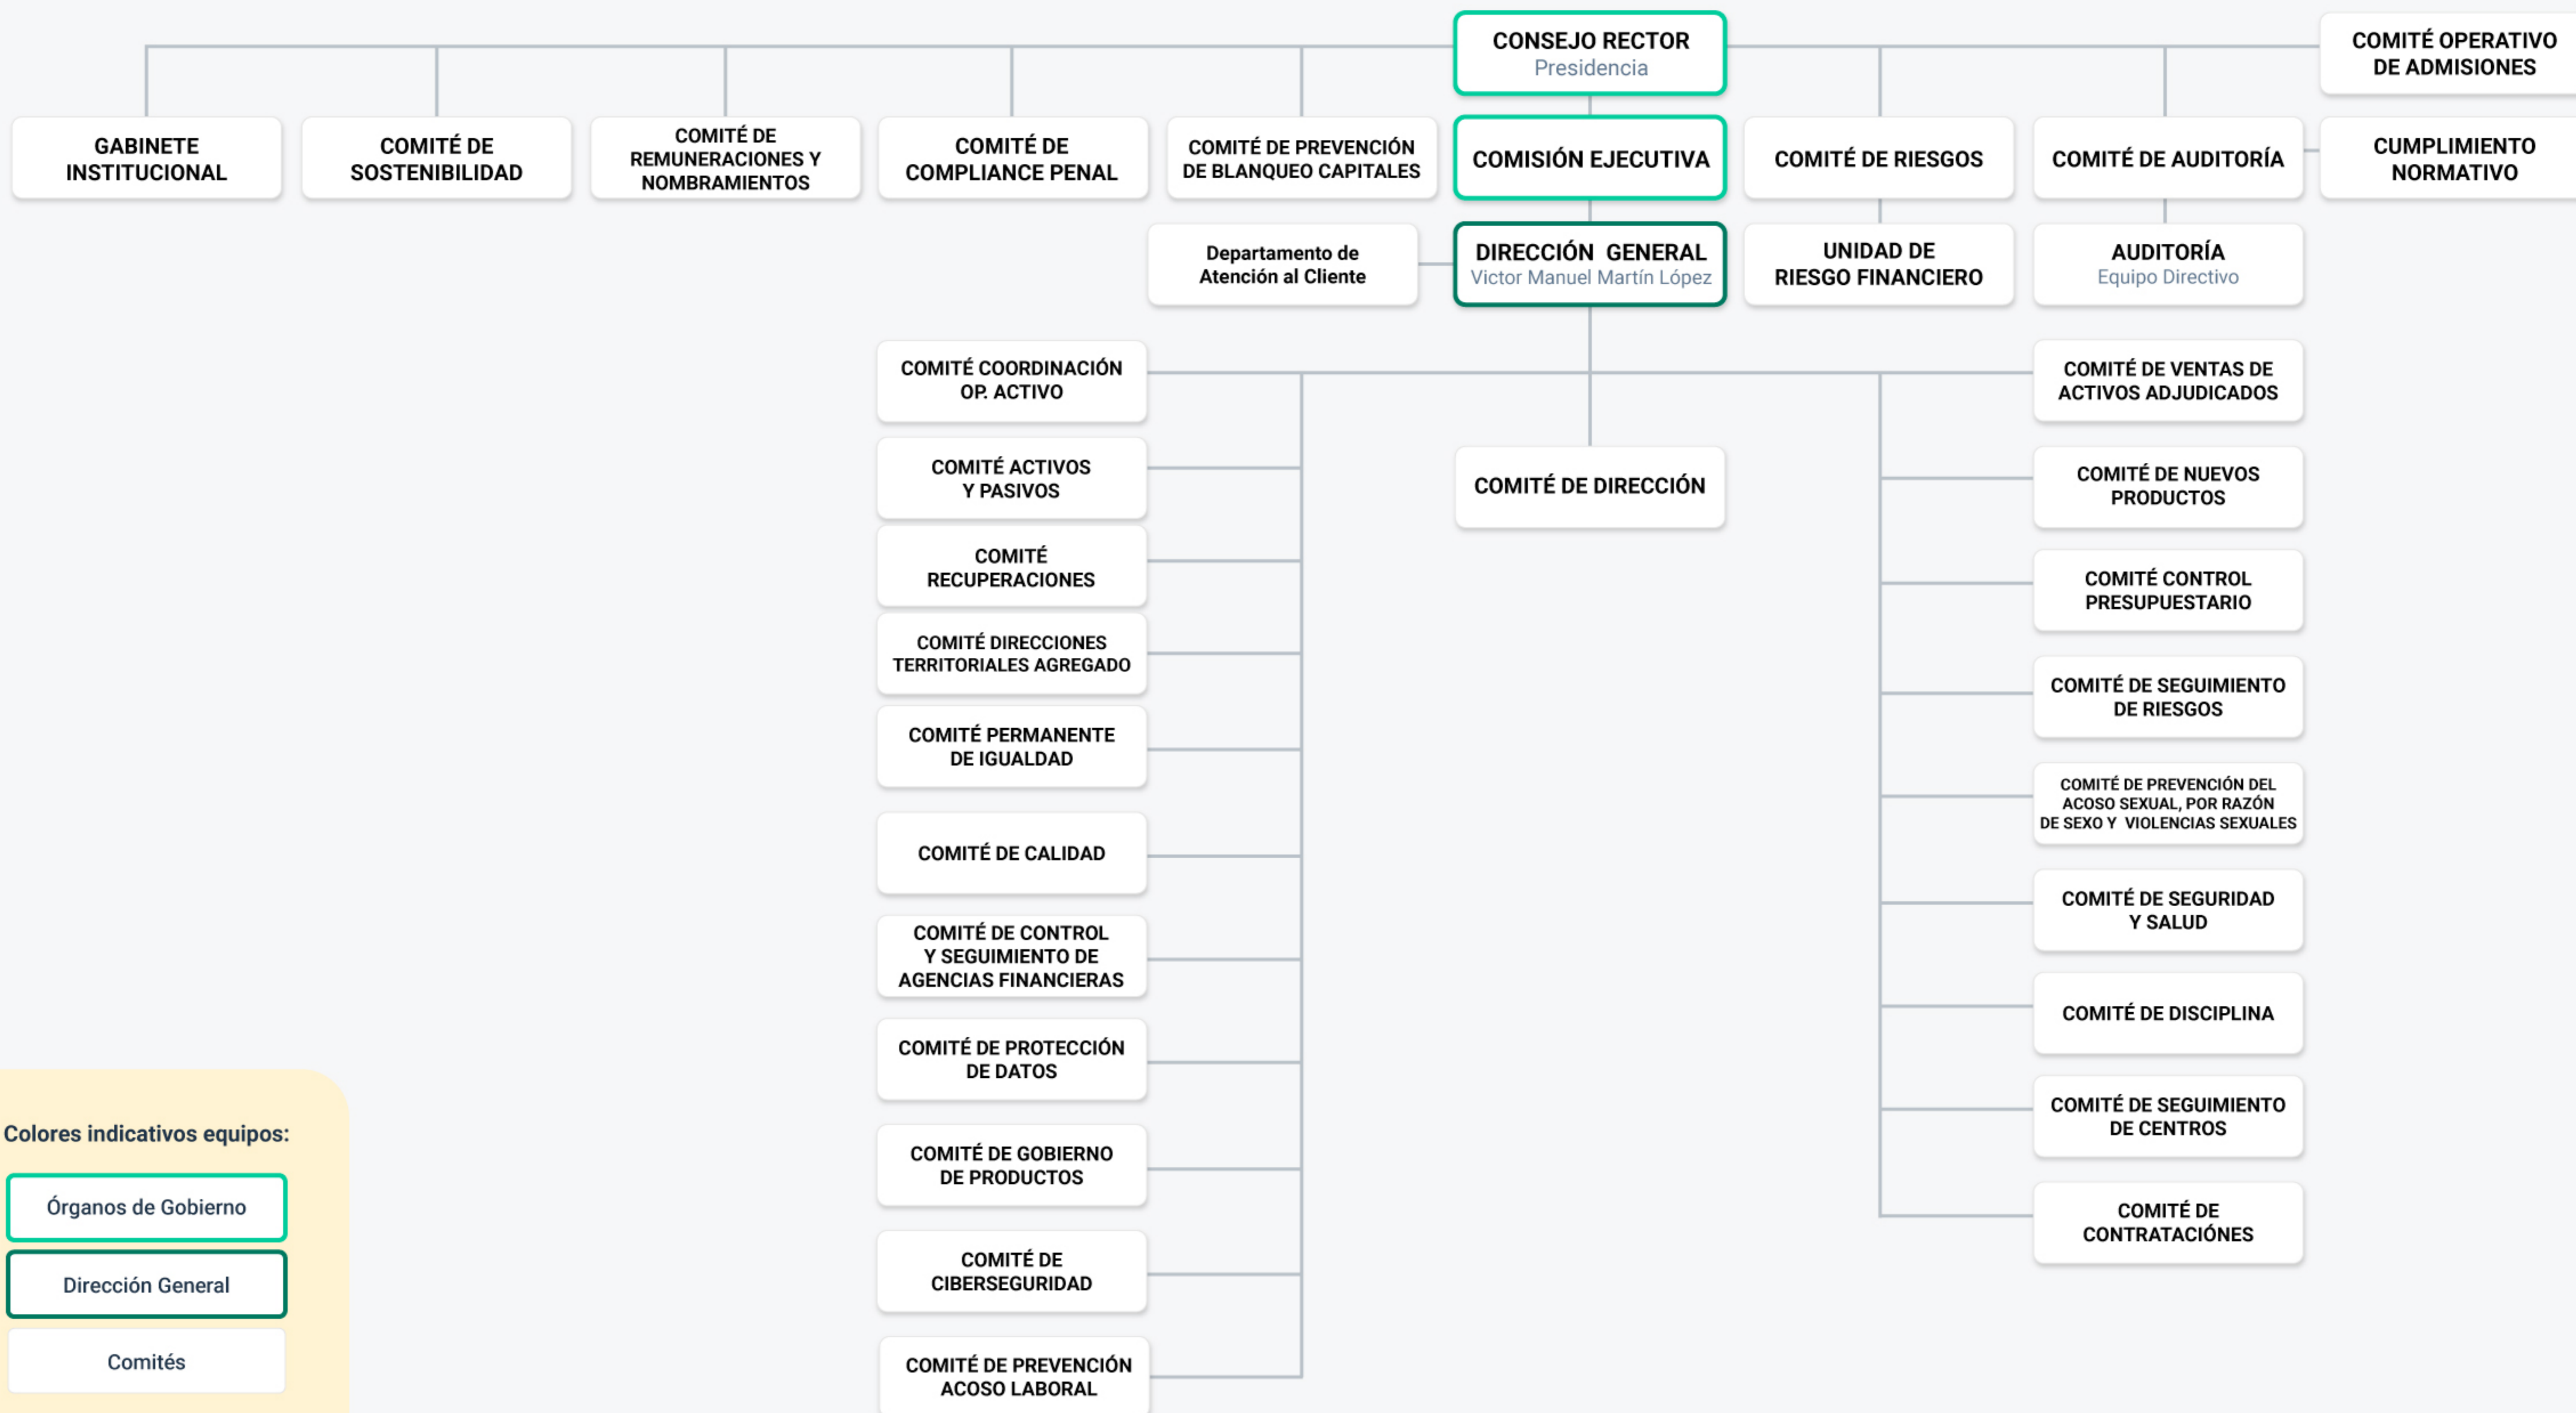 CONSEJO RECTOR
Presidencia
COMITÉ OPERATIVO
DE ADMISIONES
GABINETE
INSTITUCIONAL
COMITÉ DE
SOSTENIBILIDAD
COMITÉ DE
REMUNERACIONES Y
NOMBRAMIENTOS
COMITÉ DE
COMPLIANCE PENAL
COMITÉ DE PREVENCIÓN
DE BLANQUEO CAPITALES
COMISIÓN EJECUTIVA
COMITÉ DE RIESGOS
COMITÉ DE AUDITORÍA
CUMPLIMIENTO
NORMATIVO
Departamento de
Atención al Cliente
DIRECCIÓN  GENERAL
Victor Manuel Martín López
UNIDAD DE
RIESGO FINANCIERO
AUDITORÍA
Equipo Directivo
COMITÉ COORDINACIÓN
OP. ACTIVO
COMITÉ ACTIVOS
Y PASIVOS
COMITÉ
RECUPERACIONES
COMITÉ DIRECCIONES
TERRITORIALES AGREGADO
COMITÉ PERMANENTE
DE IGUALDAD
COMITÉ DE CALIDAD
COMITÉ DE CONTROL
Y SEGUIMIENTO DE
AGENCIAS FINANCIERAS
COMITÉ DE PROTECCIÓN
DE DATOS
COMITÉ DE GOBIERNO
DE PRODUCTOS
COMITÉ DE
CIBERSEGURIDAD
COMITÉ DE PREVENCIÓN
ACOSO LABORAL
COMITÉ DE DIRECCIÓN
COMITÉ DE VENTAS DE
ACTIVOS ADJUDICADOS
COMITÉ DE NUEVOS
PRODUCTOS
COMITÉ CONTROL
PRESUPUESTARIO
COMITÉ DE SEGUIMIENTO
DE RIESGOS
COMITÉ DE PREVENCIÓN DEL
ACOSO SEXUAL, POR RAZÓN
DE SEXO Y  VIOLENCIAS SEXUALES
COMITÉ DE SEGURIDAD
Y SALUD
COMITÉ DE DISCIPLINA
COMITÉ DE SEGUIMIENTO
DE CENTROS
COMITÉ DE
CONTRATACIÓNES
Colores indicativos equipos:
Órganos de Gobierno
Dirección General
Comités